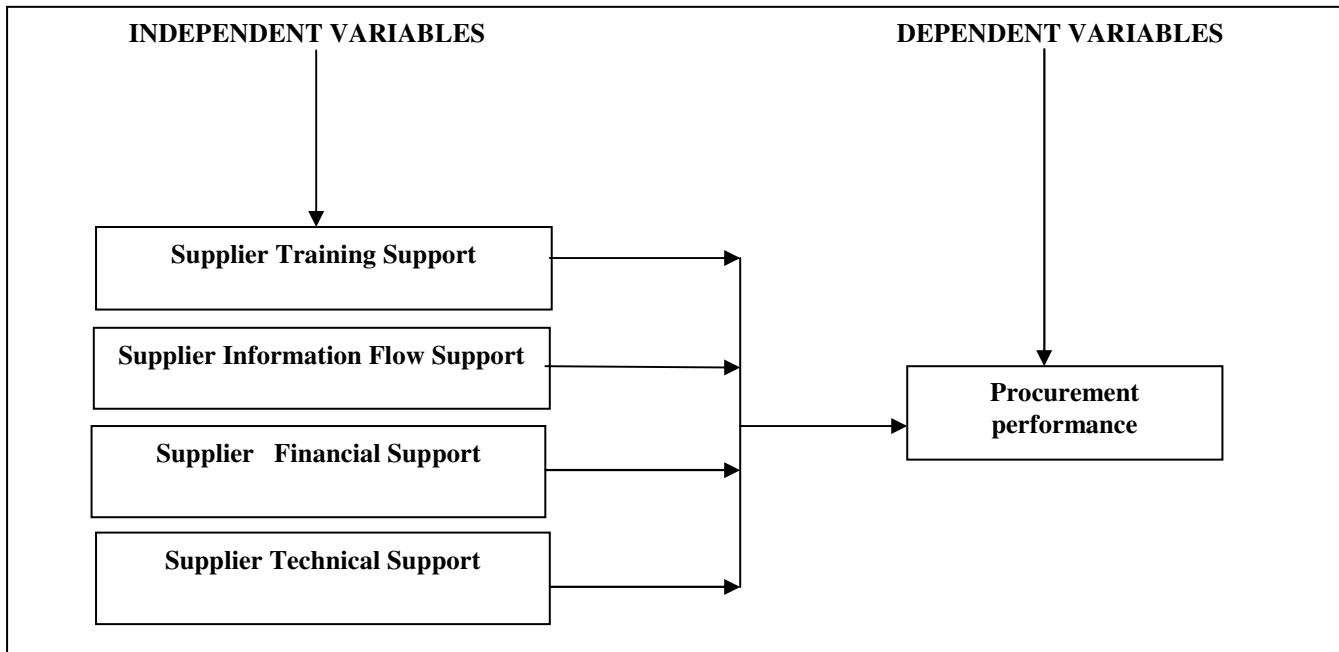 INDEPENDENT VARIABLES
DEPENDENT VARIABLES
Supplier Training Support
Supplier Information Flow Support
Supplier Financial Support
Supplier Technical Support
Procurement
performance